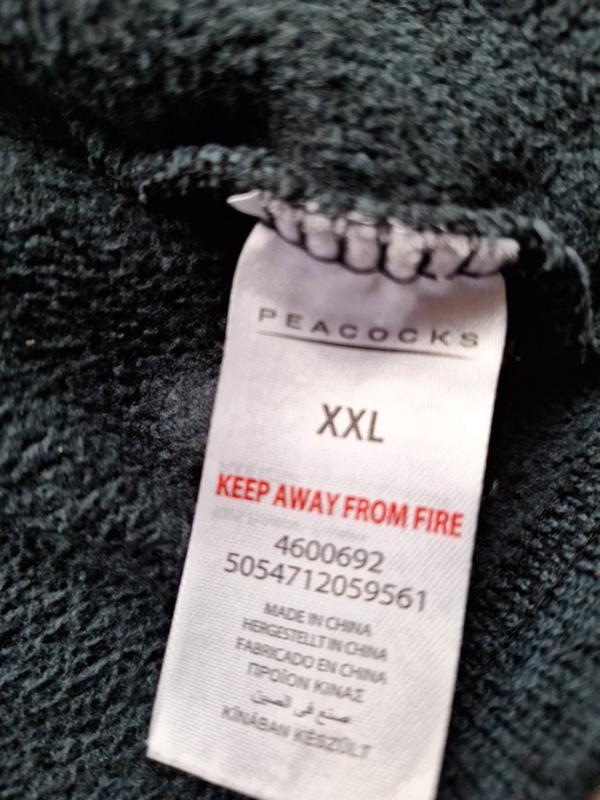 PEACOCKS
XXL
KEEP AWAY FROM FIRE
4600692
5054712059561
MADE IN CHINA
HERGESTELLT IN CHINA
FABRICADO EN CHINA
ΠΡΟΪΟΝ ΚΙΝΑΣ
صنع في الصين
KÍNÁBAN KÉSZÜLT